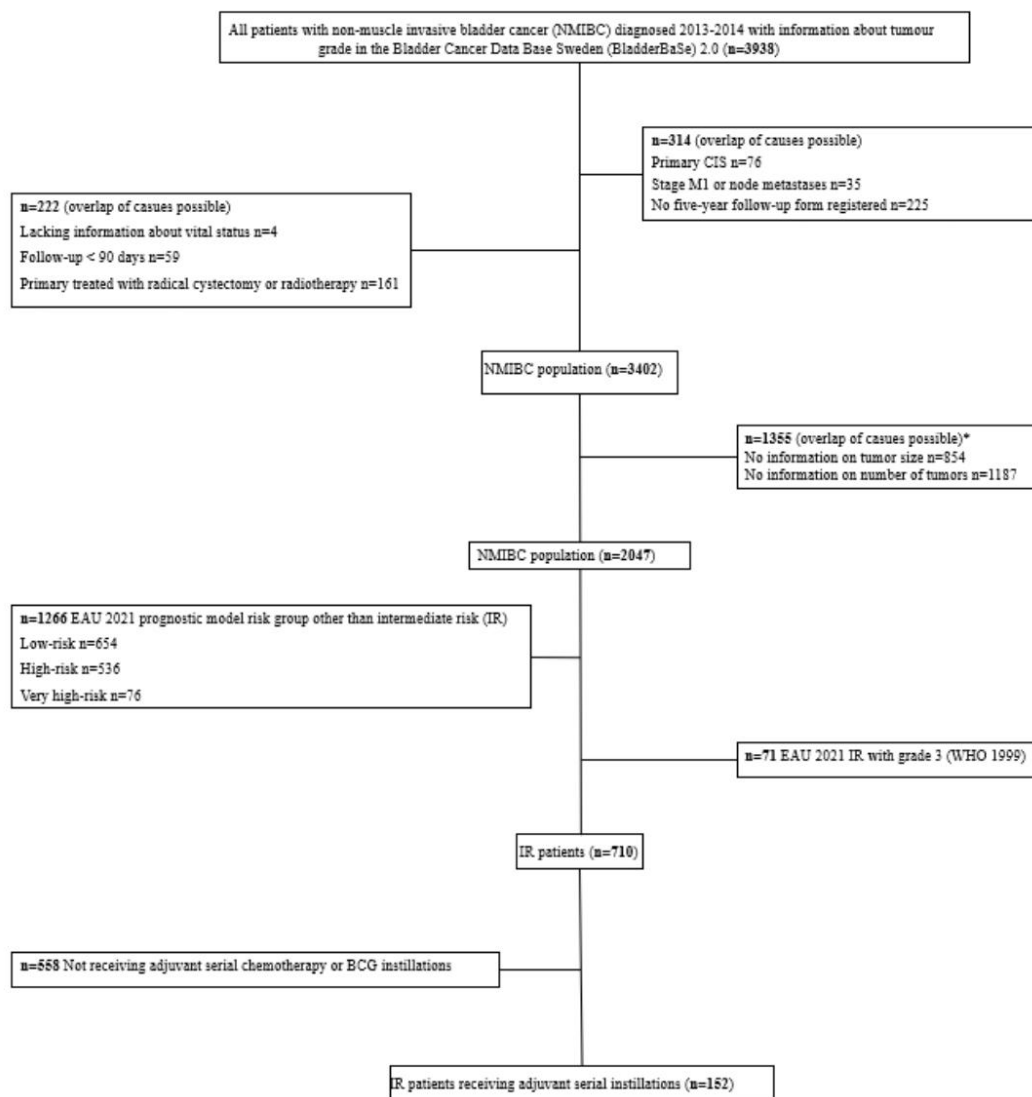 All patients with non-muscle invasive bladder cancer (NMIBC) diagnosed 2013-2014 with information about tumour
grade in the Bladder Cancer Data Base Sweden (BladderBaSe) 2.0 (n=3938)
n=314 (overlap of causes possible)
Primary CIS n=76
Stage M1 or node metastases n=35
No five-year follow-up form registered n=225
n=222 (overlap of casues possible)
Lacking information about vital status n=4
Follow-up < 90 days n=59
Primary treated with radical cystectomy or radiotherapy n=161
NMIBC population (n=3402)
n=1355 (overlap of casues possible)*
No information on tumor size n=854
No information on number of tumors n=1187
NMIBC population (n=2047)
n=1266 EAU 2021 prognostic model risk group other than intermediate risk (IR)
Low-risk n=654
High-risk n=536
Very high-risk n=76
n=71 EAU 2021 IR with grade 3 (WHO 1999)
IR patients (n=710)
n=558 Not receiving adjuvant serial chemotherapy or BCG instillations
IR patients receiving adjuvant serial instillations (n=152)